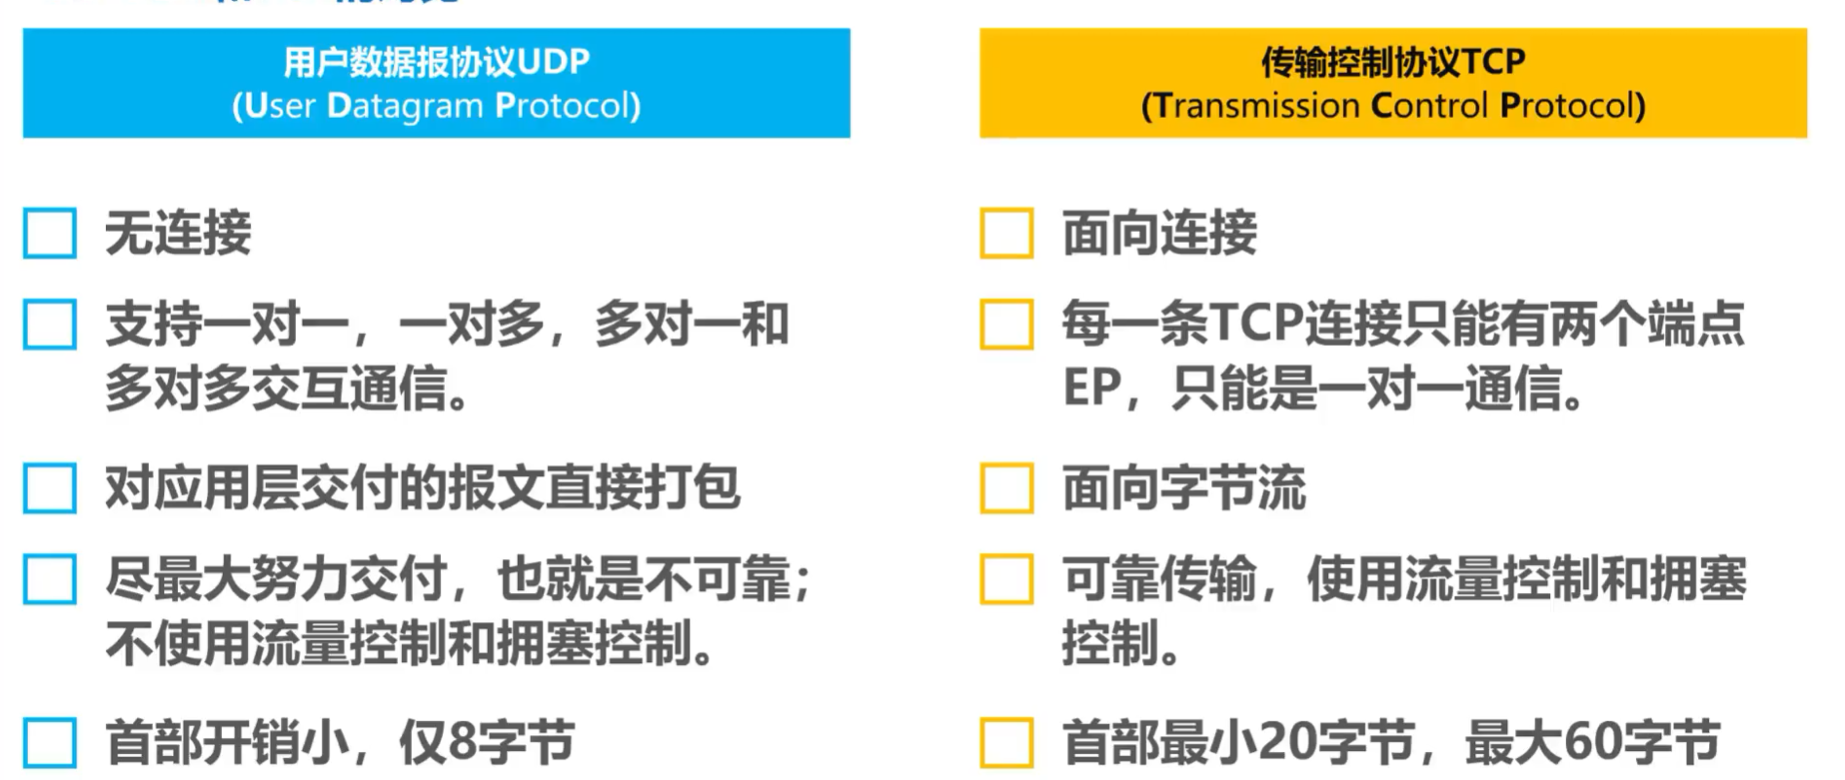 用户数据报协议UDP
(User Datagram Protocol)
无连接
支持一对一，一对多，多对一和
多对多交互通信。
对应用层交付的报文直接打包
尽最大努力交付，也就是不可靠；
不使用流量控制和拥塞控制。
首部开销小，仅8字节
传输控制协议TCP
(Transmission Control Protocol)
面向连接
每一条TCP连接只能有两个端点
EP，只能是一对一通信。
面向字节流
可靠传输，使用流量控制和拥塞
控制。
首部最小20字节，最大60字节